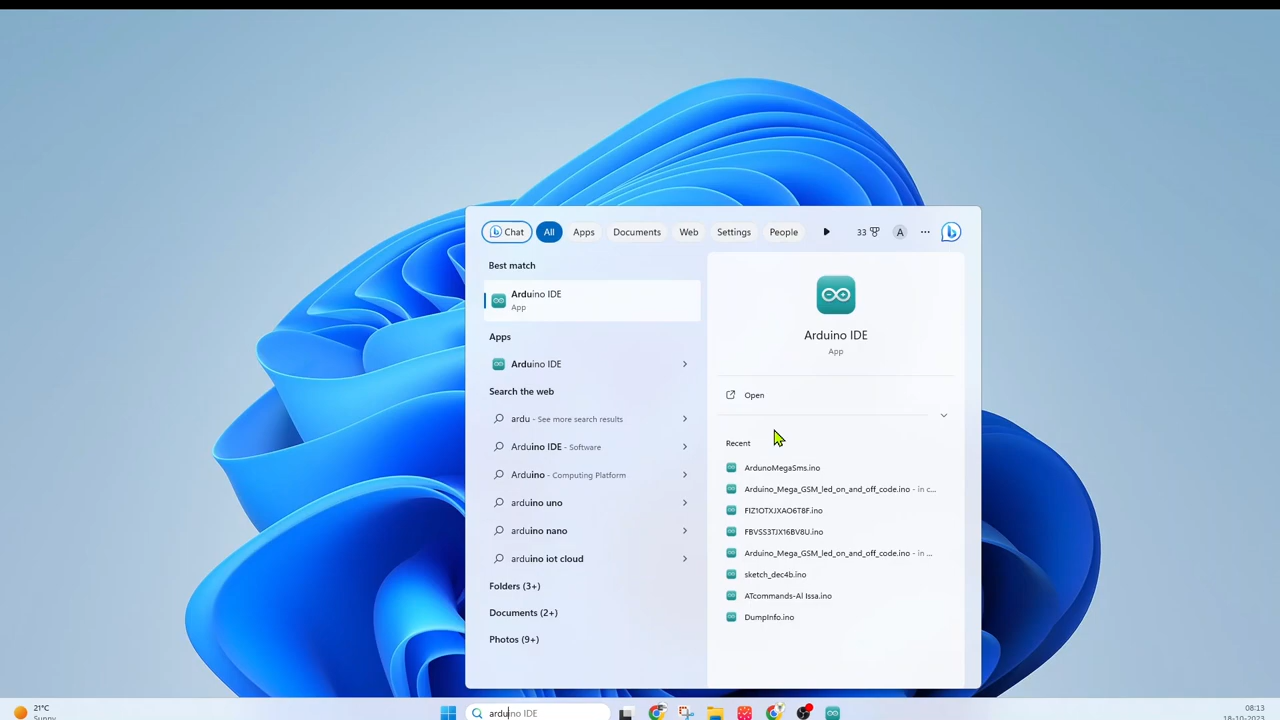 Chat All Apps Documents Web Settings People 33 A
Best match
Arduino IDE
App
Apps
Arduino IDE
Search the web
ardu - See more search results
Arduino IDE - Software
Arduino - Computing Platform
arduino uno
arduino nano
arduino iot cloud
Folders (3+)
Documents (2+)
Photos (9+)
Arduino IDE
App
Open
Recent
ArdunoMegaSms.ino
Arduino_Mega_GSM_led_on_and_off_code.ino - in c...
FIZ1OTXJXAO6T8F.ino
FBVSS3TJX16BV8U.ino
Arduino_Mega_GSM_led_on_and_off_code.ino - in ...
sketch_dec4b.ino
ATcommands-Al Issa.ino
DumpInfo.ino
21°C
Sunny
arduino IDE
08:13
18-10-2023